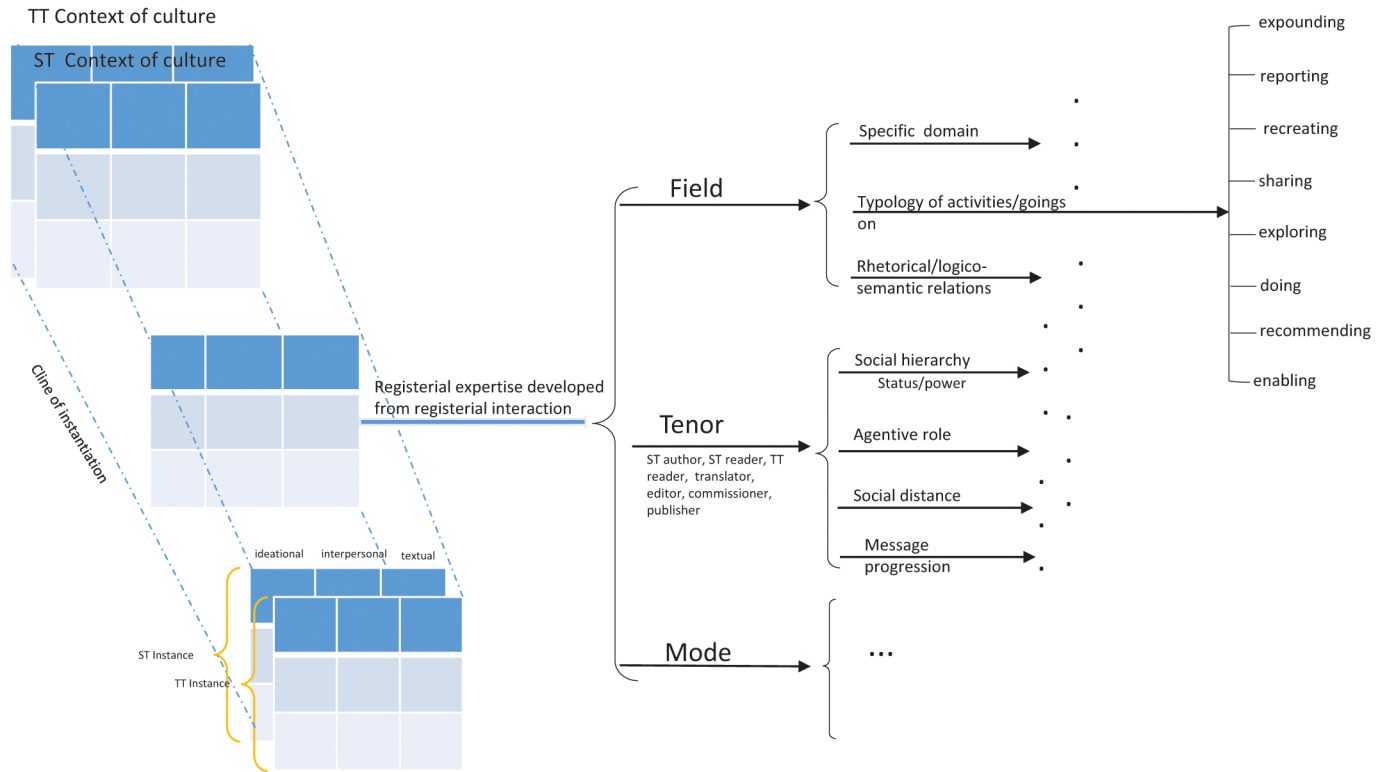 TT Context of culture
ST Context of culture
Cline of instantiation
ideational
interpersonal
textual
ST Instance
TT Instance
Registerial expertise developed
from registerial interaction
Field
Specific domain
Typology of activities/goings
on
Rhetorical/logico-
semantic relations
expounding
reporting
recreating
sharing
exploring
doing
recommending
enabling
Tenor
ST author, ST reader, TT
reader, translator,
editor, commissioner,
publisher
Social hierarchy
Status/power
Agentive role
Social distance
Message
progression
Mode
...